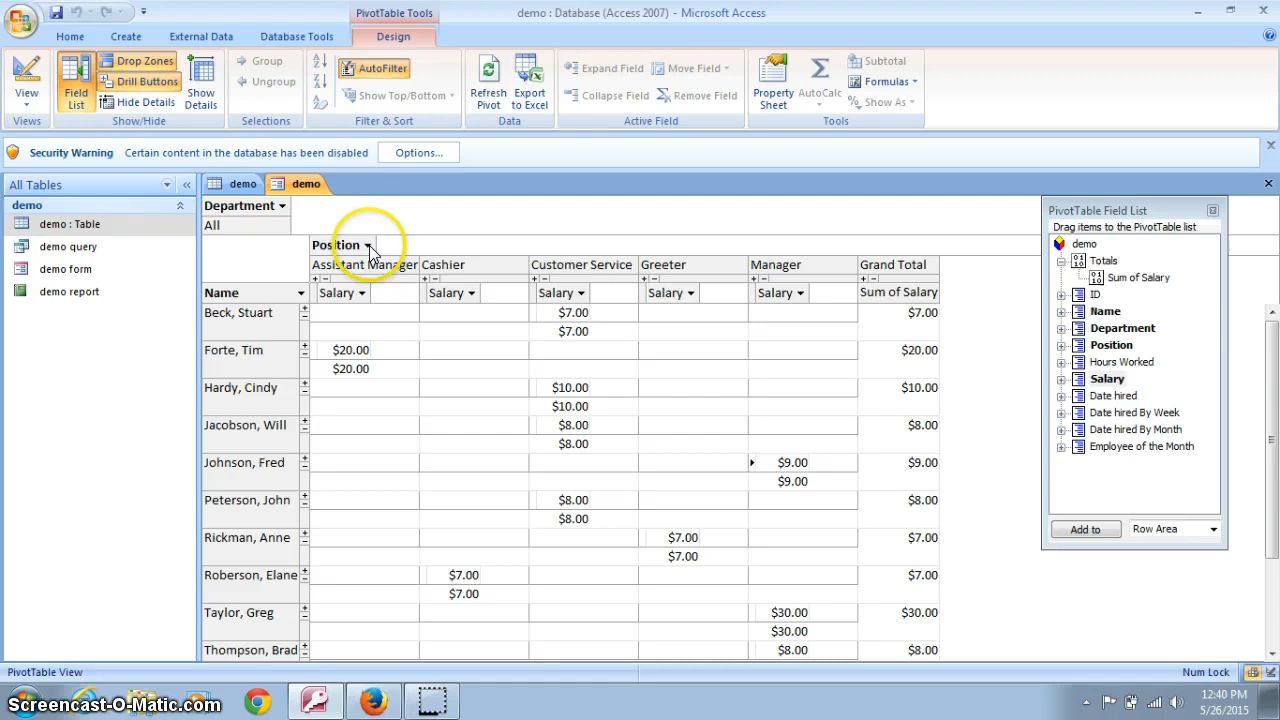 PivotTable Tools
demo : Database (Access 2007) - Microsoft Access
Home
Create
External Data
Database Tools
Design
View
Views
Field List
Drop Zones
Drill Buttons
Hide Details
Show Details
Show/Hide
Group
Ungroup
Selections
AutoFilter
Show Top/Bottom
Filter & Sort
Refresh Pivot
Export to Excel
Data
Expand Field
Collapse Field
Move Field
Remove Field
Active Field
Property Sheet
AutoCalc
Subtotal
Formulas
Show As
Tools
Security Warning Certain content in the database has been disabled Options...
All Tables
demo
demo : Table
demo query
demo form
demo report
demo demo
Department
All
Position
Assistant Manager Cashier Customer Service Greeter Manager Grand Total
Name Salary Salary Salary Salary Salary Sum of Salary
Beck, Stuart $7.00 $7.00
$7.00
Forte, Tim $20.00 $20.00
$20.00
Hardy, Cindy $10.00 $10.00
$10.00
Jacobson, Will $8.00 $8.00
$8.00
Johnson, Fred $9.00 $9.00
$9.00
Peterson, John $8.00 $8.00
$8.00
Rickman, Anne $7.00 $7.00
$7.00
Roberson, Elane $7.00 $7.00
$7.00
Taylor, Greg $30.00 $30.00
$30.00
Thompson, Brad $8.00 $8.00
PivotTable Field List
Drag items to the PivotTable list
demo
Totals
Sum of Salary
ID
Name
Department
Position
Hours Worked
Salary
Date hired
Date hired By Week
Date hired By Month
Employee of the Month
Add to Row Area
PivotTable View
Num Lock
Screencast-O-Matic.com
12:40 PM
5/26/2015